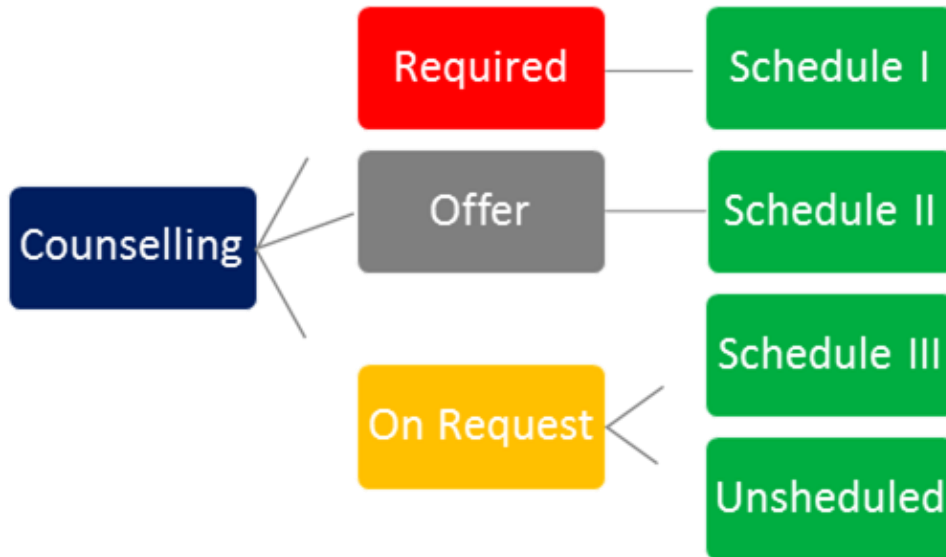 Required
Schedule I
Counselling
Offer
Schedule II
On Request
Schedule III
Unsheduled